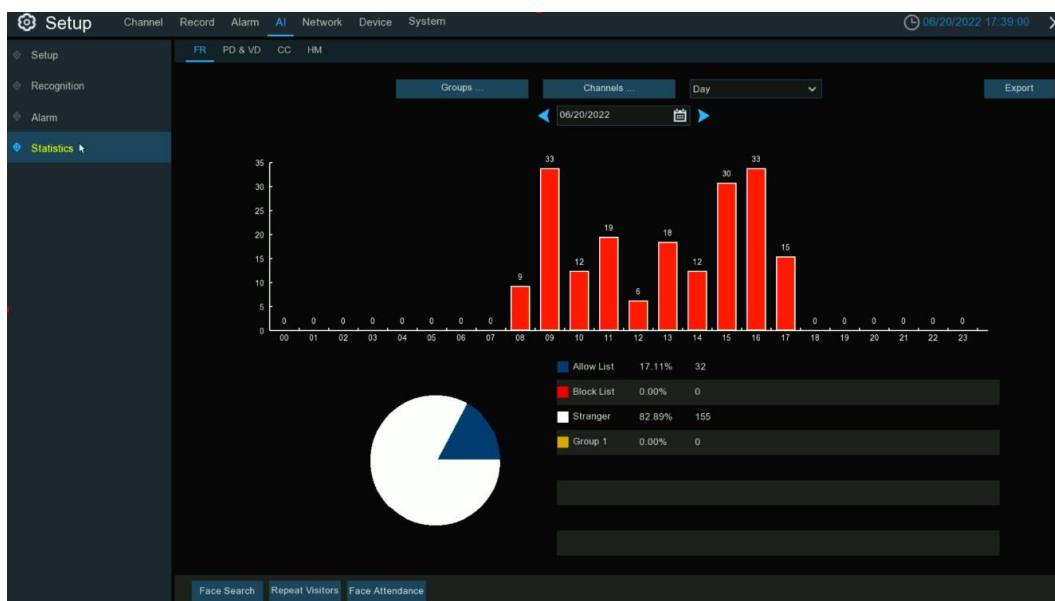 Setup Channel Record Alarm AI Network Device System 06/20/2022 17:39:00
Setup
Recognition
Alarm
Statistics
FR PD & VD CC HM
Groups ... Channels ... Day Export
06/20/2022
35
30
25
20
15
10
5
0
0 0 0 0 0 0 0 0 9 33 12 19 6 18 12 30 33 15 0 0 0 0 0 0
00 01 02 03 04 05 06 07 08 09 10 11 12 13 14 15 16 17 18 19 20 21 22 23
Allow List 17.11% 32
Block List 0.00% 0
Stranger 82.89% 155
Group 1 0.00% 0
Face Search Repeat Visitors Face Attendance